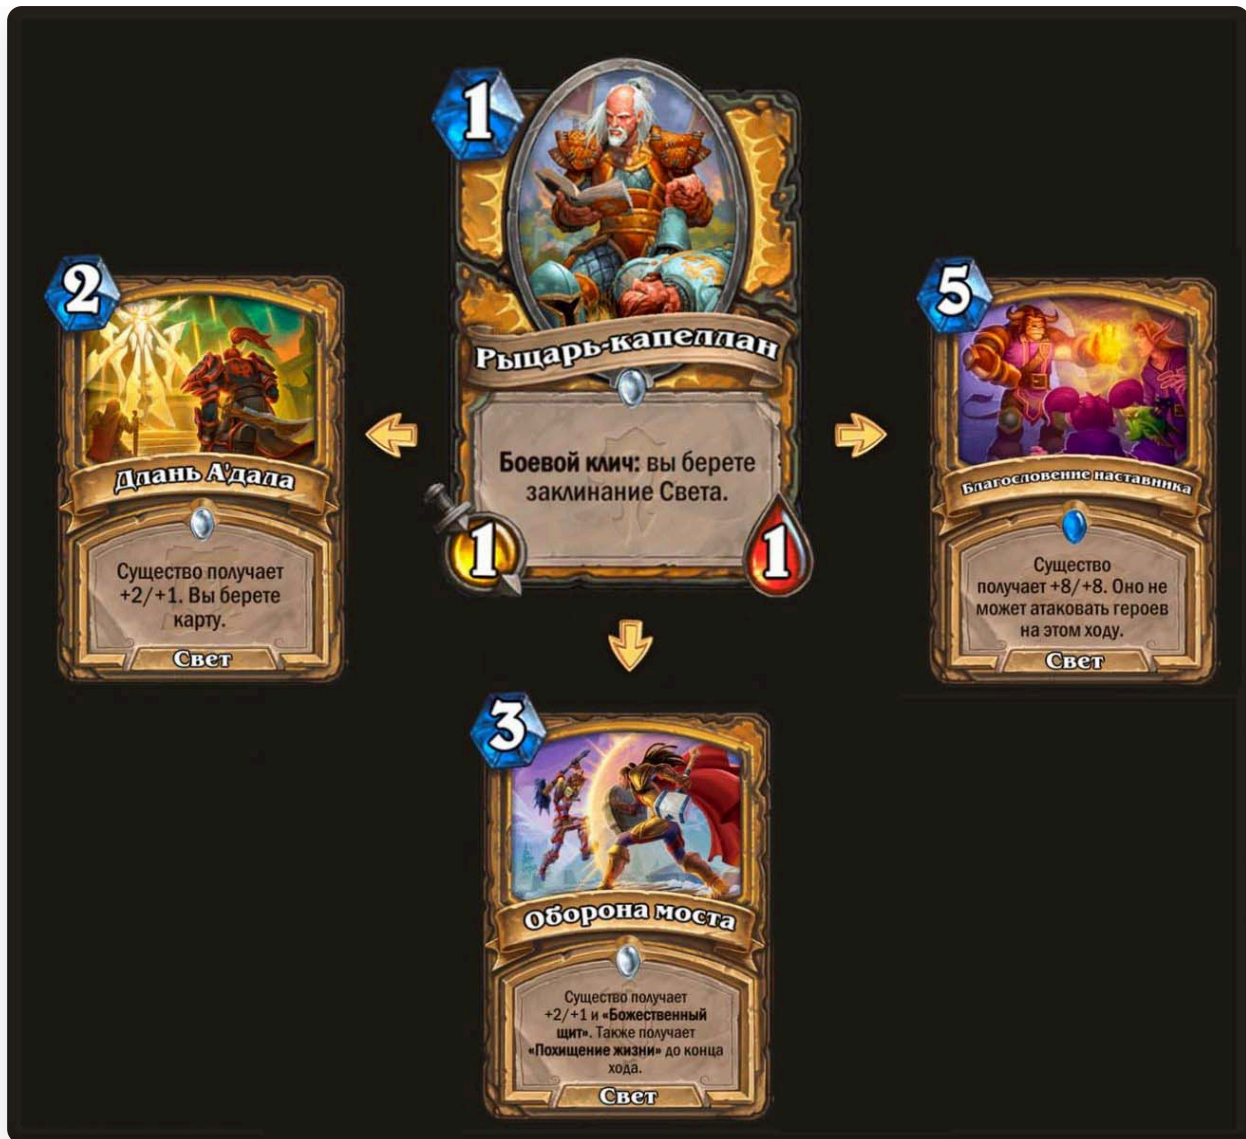 1
Рыцарь-капеллан
Боевой клич: вы берете
заклинание Света.
1
1
2
Длань А'дала
Существо получает
+2/+1. Вы берете
карту.
Свет
5
Благословение наставника
Существо
получает +8/+8. Оно не
может атаковать героев
на этом ходу.
Свет
3
Оборона моста
Существо получает
+2/+1 и «Божественный
щит». Также получает
«Похищение жизни» до конца
хода.
Свет